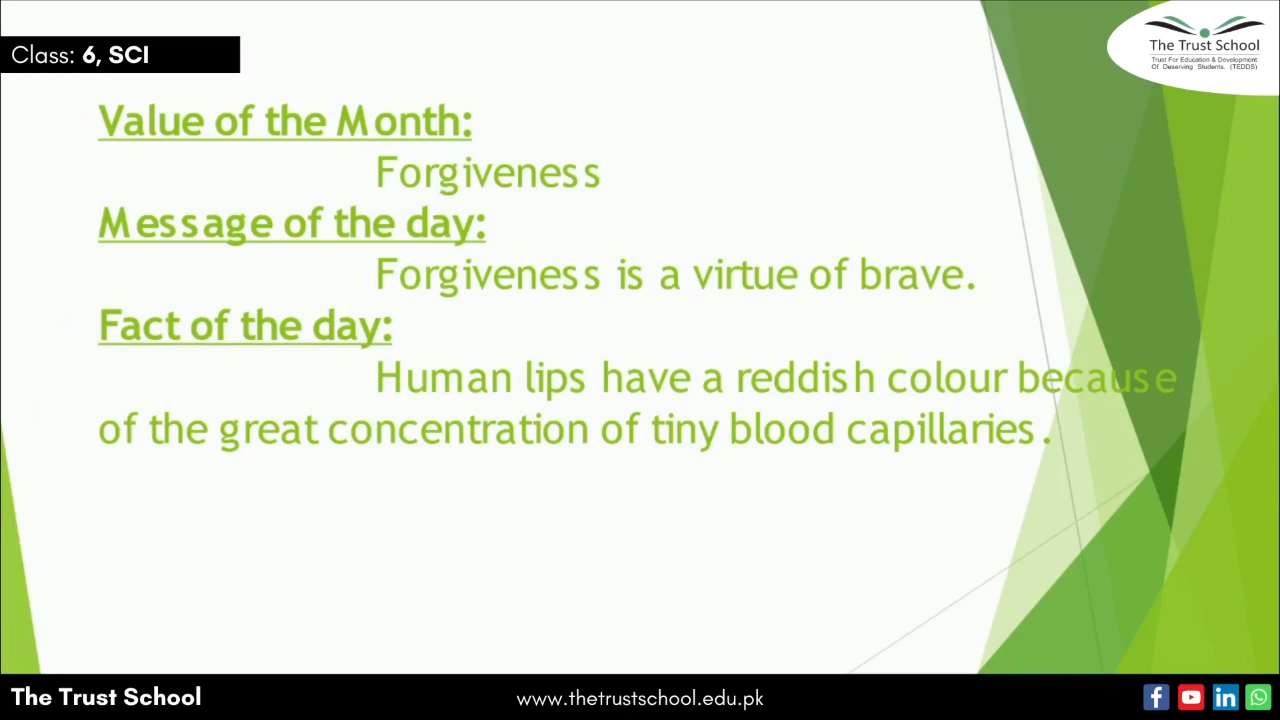 Class: 6, SCI
The Trust School
Trust For Education & Development
Of Deserving Students. (TEDDS)
Value of the Month:
Forgiveness
Message of the day:
Forgiveness is a virtue of brave.
Fact of the day:
Human lips have a reddish colour because
of the great concentration of tiny blood capillaries.
The Trust School
www.thetrustschool.edu.pk